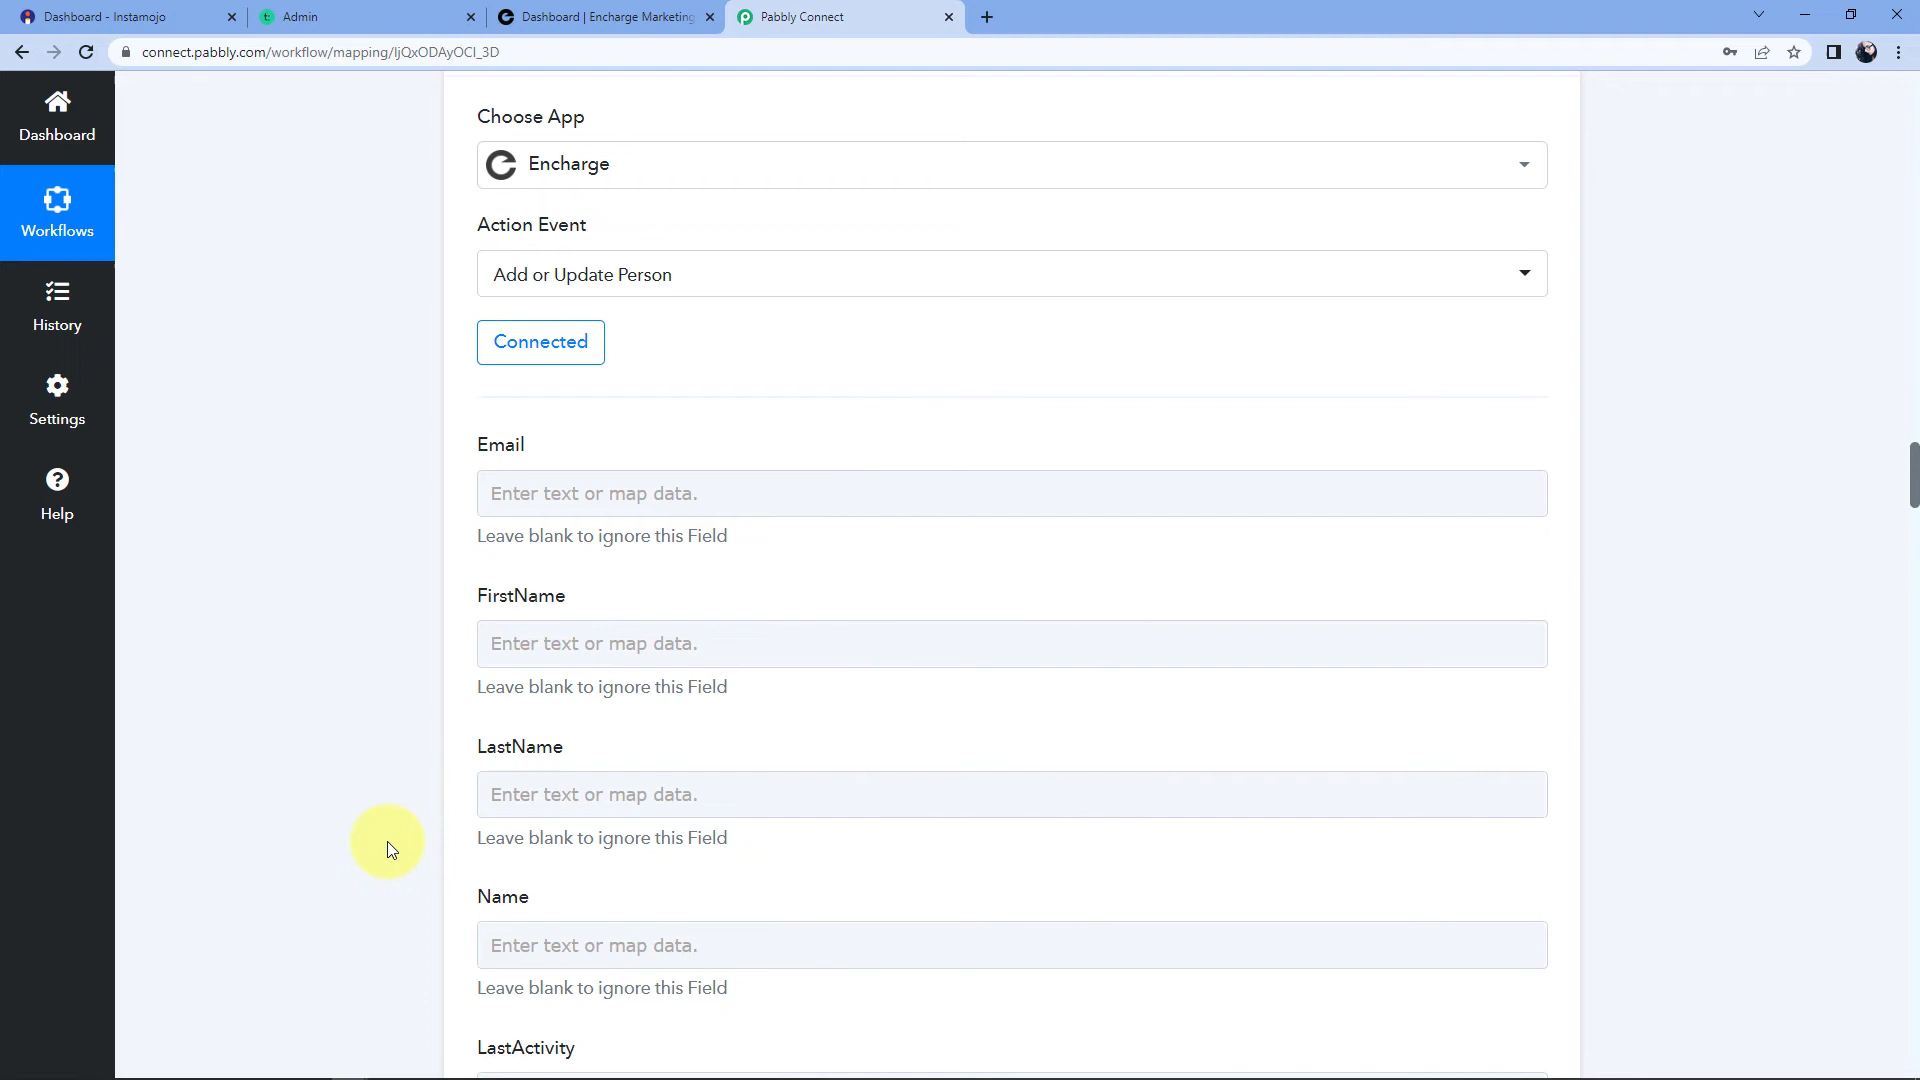 Dashboard - Instamojo
Admin
Dashboard | Encharge Marketing
Pabbly Connect
connect.pabbly.com/workflow/mapping/IjQxODAyOCI_3D
Dashboard
Workflows
History
Settings
Help
Choose App
Encharge
Action Event
Add or Update Person
Connected
Email
Enter text or map data.
Leave blank to ignore this Field
FirstName
Enter text or map data.
Leave blank to ignore this Field
LastName
Enter text or map data.
Leave blank to ignore this Field
Name
Enter text or map data.
Leave blank to ignore this Field
LastActivity